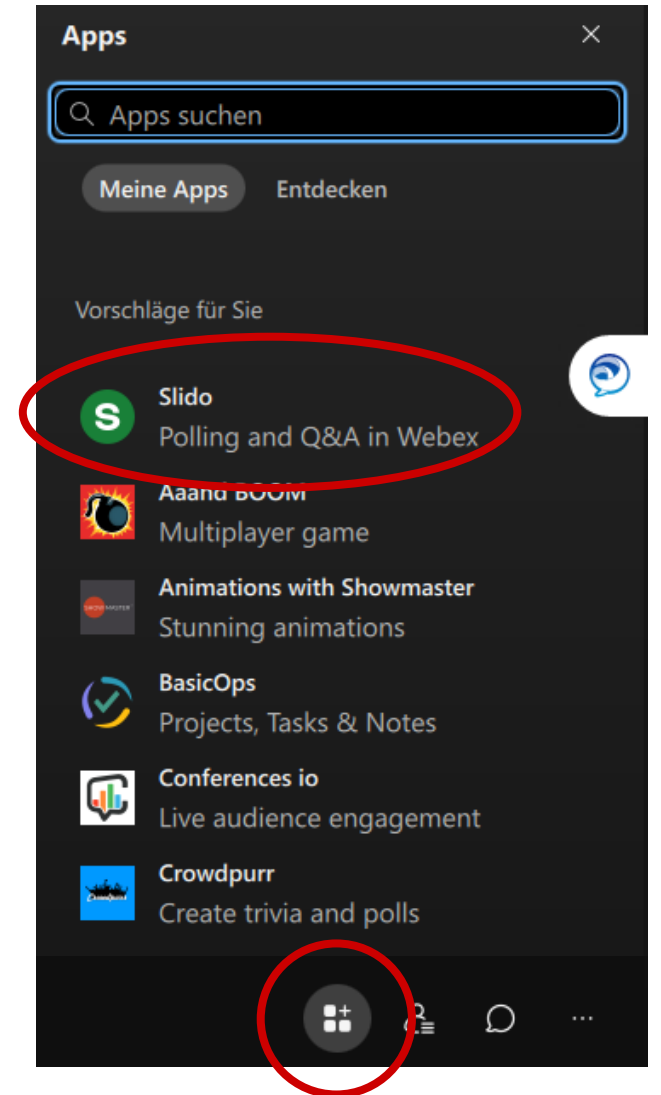 Apps
Apps suchen
Meine Apps Entdecken
Vorschläge für Sie
S
Slido
Polling and Q&A in Webex
Aaand BOOM
Multiplayer game
SHOWMASTER
Animations with Showmaster
Stunning animations
BasicOps
Projects, Tasks & Notes
Conferences io
Live audience engagement
Crowdpurr
Create trivia and polls